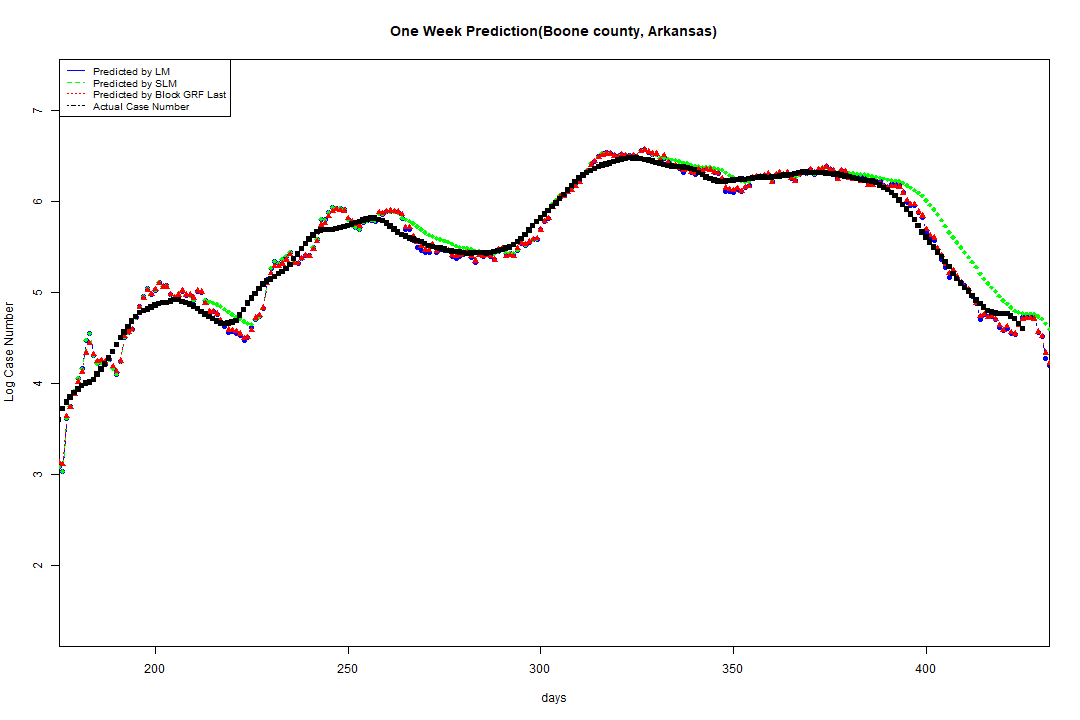 One Week Prediction(Boone county, Arkansas)
Predicted by LM
Predicted by SLM
Predicted by Block GRF Last
Actual Case Number
Log Case Number
7
6
5
4
3
2
200 250 300 350 400
days